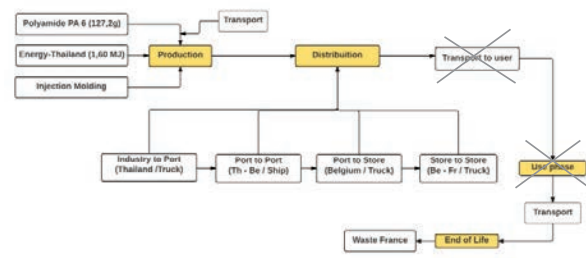 Polyamide PA 6 (127,2g)
Transport
Energy-Thailand (1,60 MJ)
Production
Distribuition
Transport to user
Injection Molding
Industry to Port
(Thailand /Truck)
Port to Port
(Th - Be / Ship)
Port to Store
(Belgium / Truck)
Store to Store
(Be - Fr / Truck)
Use phase
Transport
Waste France
End of Life